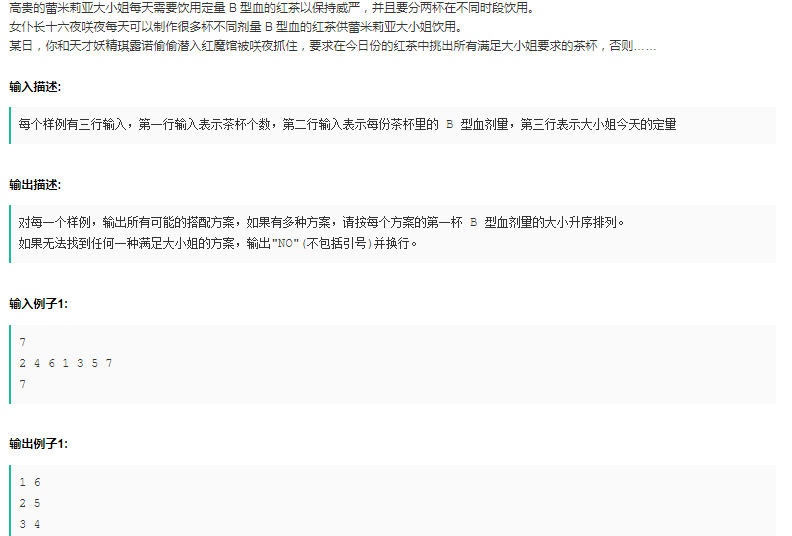 高贵的蕾米莉亚大小姐每天需要饮用定量 B 型血的红茶以保持威严，并且要分两杯在不同时段饮用。
女仆长十六夜咲夜每天可以制作很多杯不同剂量 B 型血的红茶供蕾米莉亚大小姐饮用。
某日，你和天才妖精琪露诺偷偷潜入红魔馆被咲夜抓住，要求在今日份的红茶中挑出所有满足大小姐要求的茶杯，否则……
输入描述:
每个样例有三行输入，第一行输入表示茶杯个数，第二行输入表示每份茶杯里的 B 型血剂量，第三行表示大小姐今天的定量
输出描述:
对每一个样例，输出所有可能的搭配方案，如果有多种方案，请按每个方案的第一杯 B 型血剂量的大小升序排列。
如果无法找到任何一种满足大小姐的方案，输出"NO"(不包括引号)并换行。
输入例子1:
7
2 4 6 1 3 5 7
7
输出例子1:
1 6
2 5
3 4